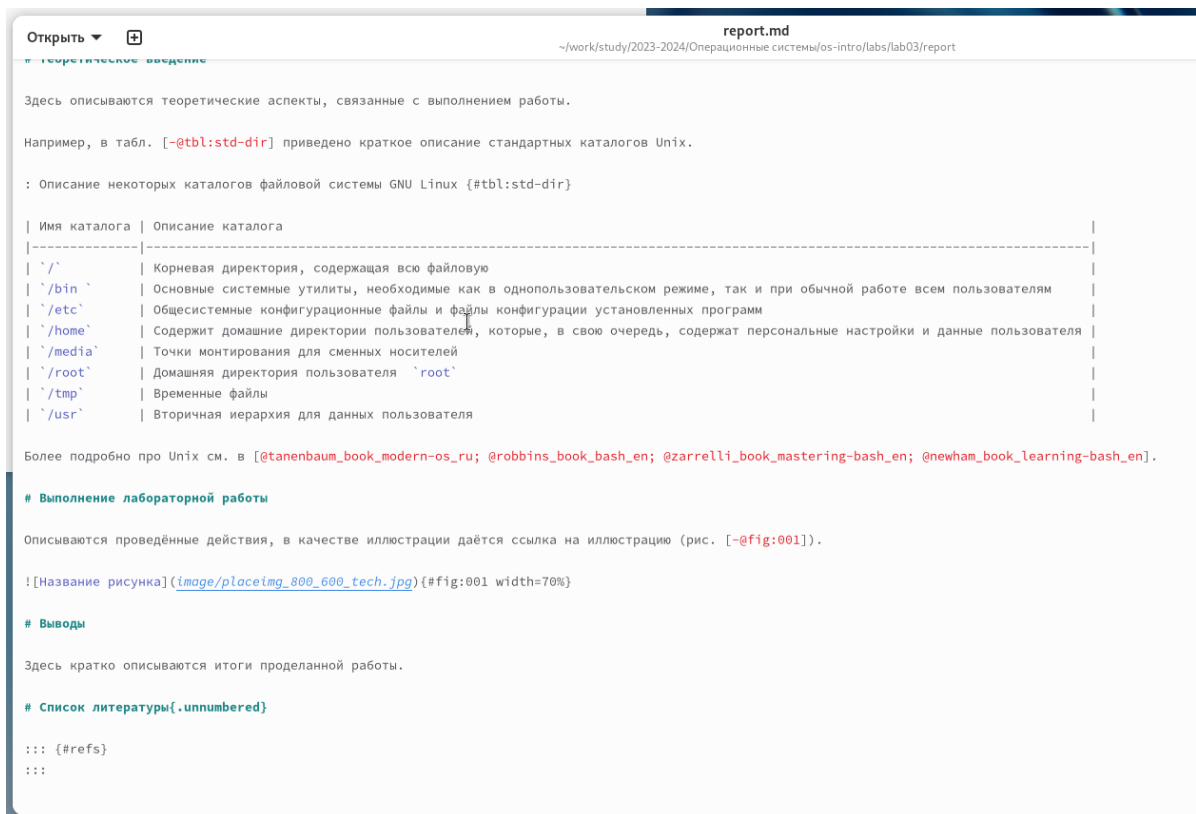 Открыть
report.md
~/work/study/2023-2024/Операционные системы/os-intro/labs/lab03/report
# Теоретическое введение
Здесь описываются теоретические аспекты, связанные с выполнением работы.
Например, в табл. [-@tbl:std-dir] приведено краткое описание стандартных каталогов Unix.
: Описание некоторых каталогов файловой системы GNU Linux {#tbl:std-dir}
| Имя каталога | Описание каталога |
|--------------|----------------------------------------------------------------------------------------------------------------------------|
| `/` | Корневая директория, содержащая всю файловую |
| `/bin ` | Основные системные утилиты, необходимые как в однопользовательском режиме, так и при обычной работе всем пользователям |
| `/etc` | Общесистемные конфигурационные файлы и файлы конфигурации установленных программ |
| `/home` | Содержит домашние директории пользователей, которые, в свою очередь, содержат персональные настройки и данные пользователя |
| `/media` | Точки монтирования для сменных носителей |
| `/root` | Домашняя директория пользователя `root` |
| `/tmp` | Временные файлы |
| `/usr` | Вторичная иерархия для данных пользователя |
Более подробно про Unix см. в [@tanenbaum_book_modern-os_ru; @robbins_book_bash_en; @zarrelli_book_mastering-bash_en; @newham_book_learning-bash_en].
# Выполнение лабораторной работы
Описываются проведённые действия, в качестве иллюстрации даётся ссылка на иллюстрацию (рис. [-@fig:001]).
![Название рисунка](image/placeimg_800_600_tech.jpg){#fig:001 width=70%}
# Выводы
Здесь кратко описываются итоги проделанной работы.
# Список литературы{.unnumbered}
::: {#refs}
:::